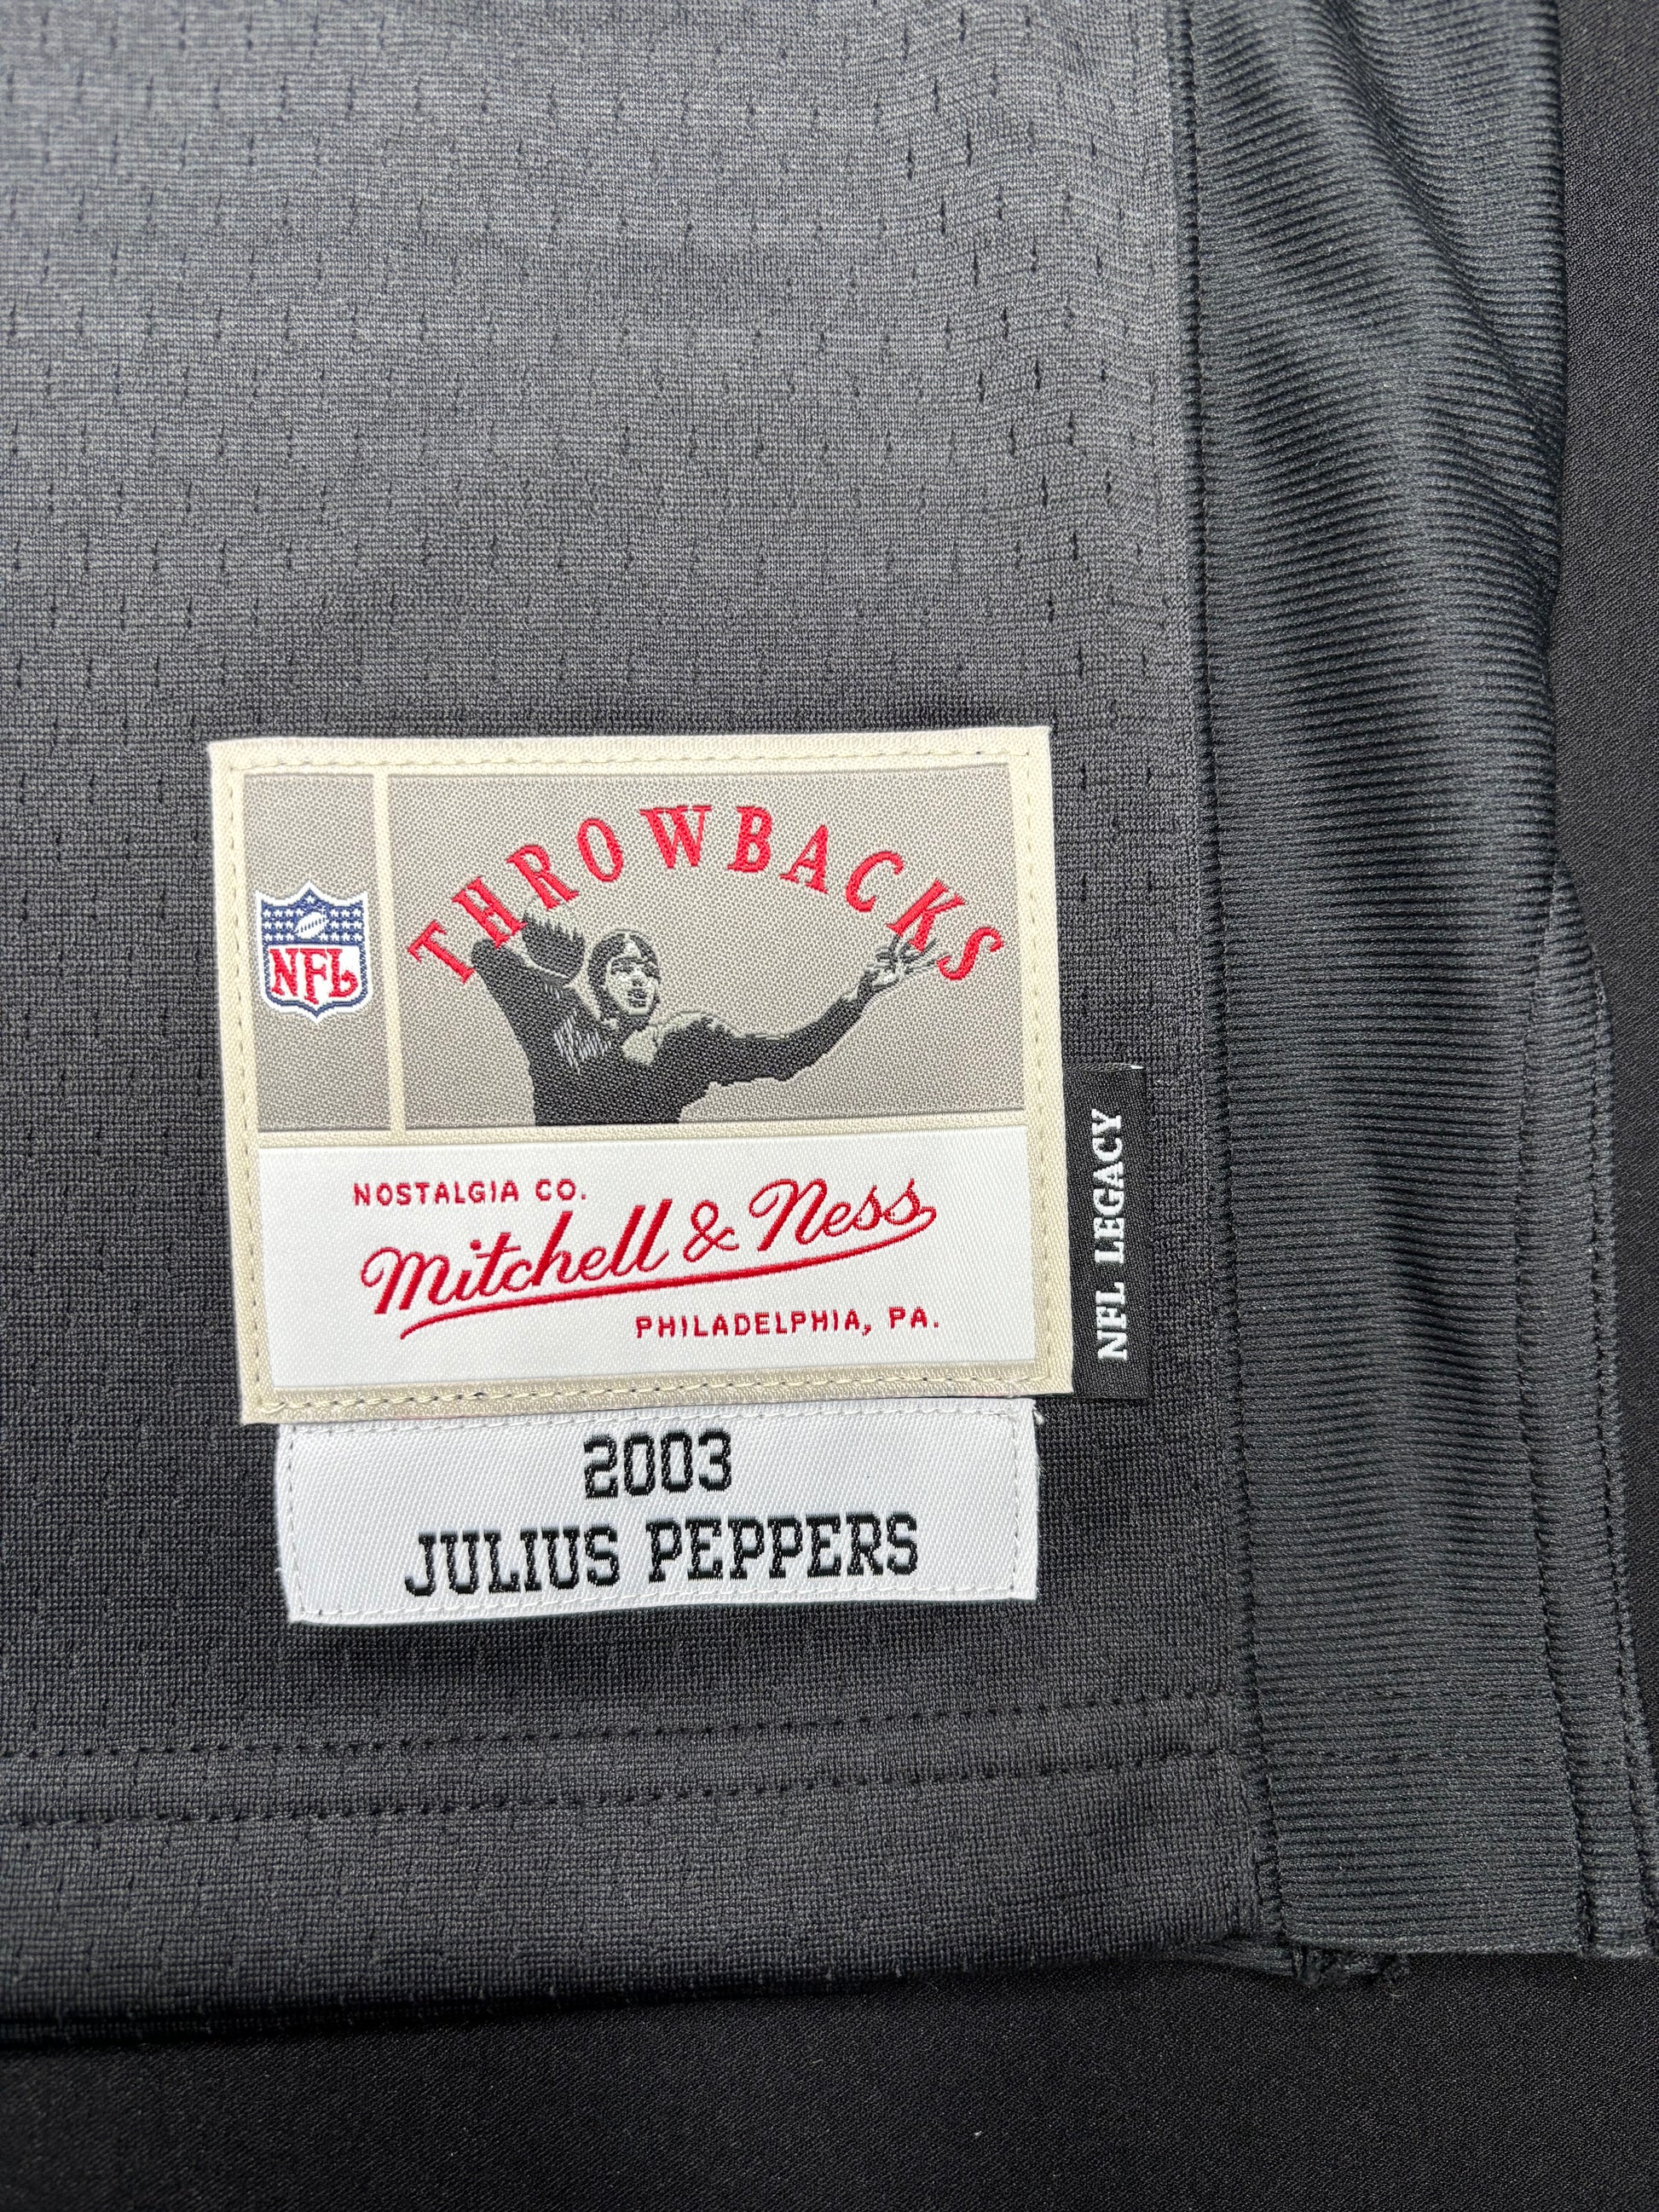 THROWBACKS
NFL
NOSTALGIA CO.
Mitchell & Ness
PHILADELPHIA, PA.
NFL LEGACY
2003
JULIUS PEPPERS